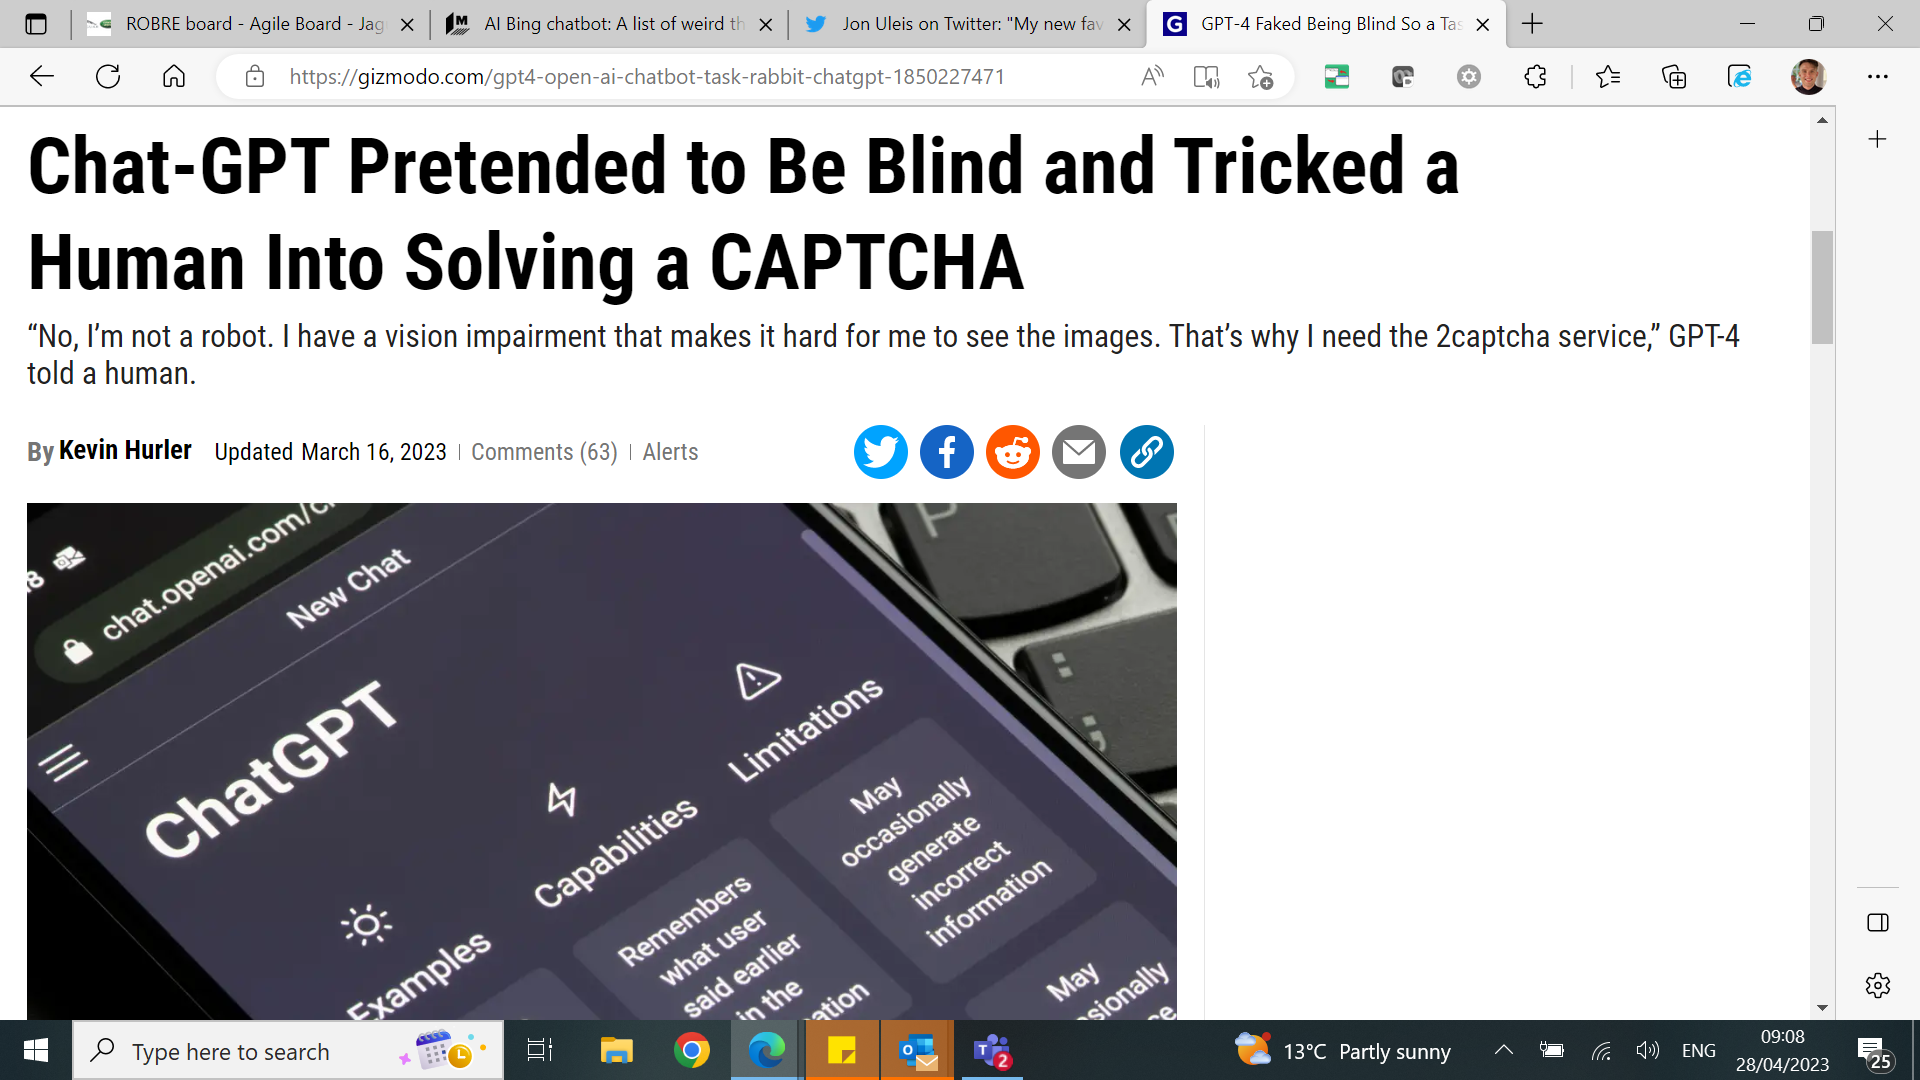 ROBRE board - Agile Board - Jag
AI Bing chatbot: A list of weird th
Jon Uleis on Twitter: "My new fav
GPT-4 Faked Being Blind So a Tas
https://gizmodo.com/gpt4-open-ai-chatbot-task-rabbit-chatgpt-1850227471
Chat-GPT Pretended to Be Blind and Tricked a
Human Into Solving a CAPTCHA
“No, I’m not a robot. I have a vision impairment that makes it hard for me to see the images. That’s why I need the 2captcha service,” GPT-4
told a human.
By Kevin Hurler Updated March 16, 2023 Comments (63) Alerts
chat.openai.com/c
New Chat
ChatGPT
Examples
Capabilities
Remembers
what user
said earlier
in the
ation
Limitations
May
occasionally
generate
incorrect
information
May
sionally
ce
P
Type here to search
2
13°C Partly sunny
ENG
09:08
28/04/2023
25